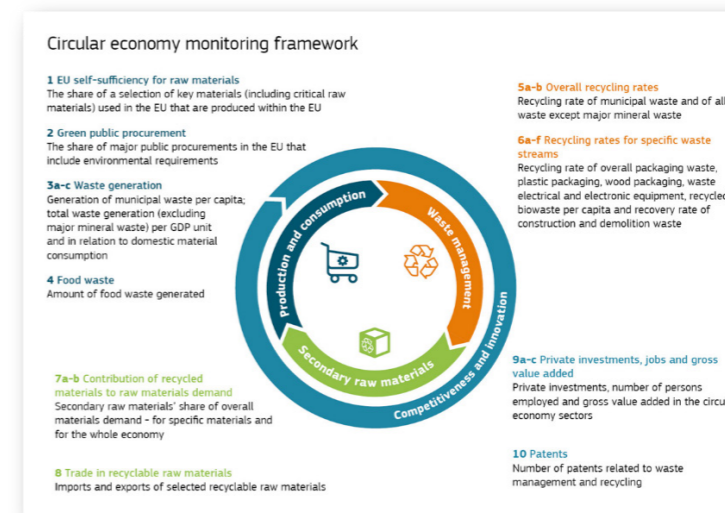 Circular economy monitoring framework
1 EU self-sufficiency for raw materials
The share of a selection of key materials (including critical raw
materials) used in the EU that are produced within the EU
2 Green public procurement
The share of major public procurements in the EU that
include environmental requirements
3a-c Waste generation
Generation of municipal waste per capita;
total waste generation (excluding
major mineral waste) per GDP unit
and in relation to domestic material
consumption
4 Food waste
Amount of food waste generated
Production and consumption
Waste management
Secondary raw materials
Competitiveness and innovation
5a-b Overall recycling rates
Recycling rate of municipal waste and of all
waste except major mineral waste
6a-f Recycling rates for specific waste
streams
Recycling rate of overall packaging waste,
plastic packaging, wood packaging, waste
electrical and electronic equipment, recycled
biowaste per capita and recovery rate of
construction and demolition waste
7a-b Contribution of recycled
materials to raw materials demand
Secondary raw materials' share of overall
materials demand - for specific materials and
for the whole economy
8 Trade in recyclable raw materials
Imports and exports of selected recyclable raw materials
9a-c Private investments, jobs and gross
value added
Private investments, number of persons
employed and gross value added in the circu
economy sectors
10 Patents
Number of patents related to waste
management and recycling